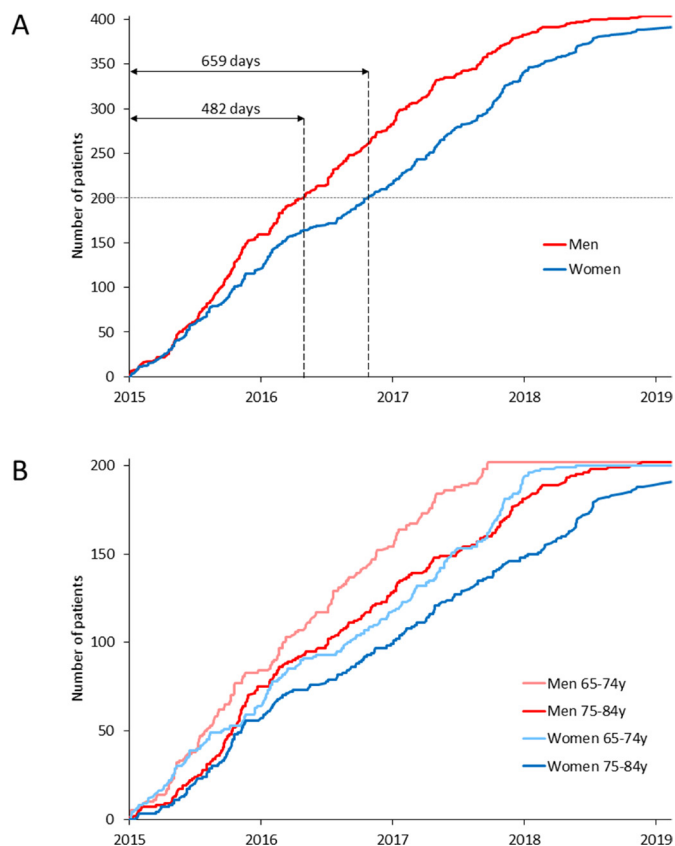 A
400
350
300
250
200
150
100
50
0
Number of patients
659 days
482 days
Men
Women
2015 2016 2017 2018 2019
B
200
150
100
50
0
Number of patients
Men 65-74y
Men 75-84y
Women 65-74y
Women 75-84y
2015 2016 2017 2018 2019